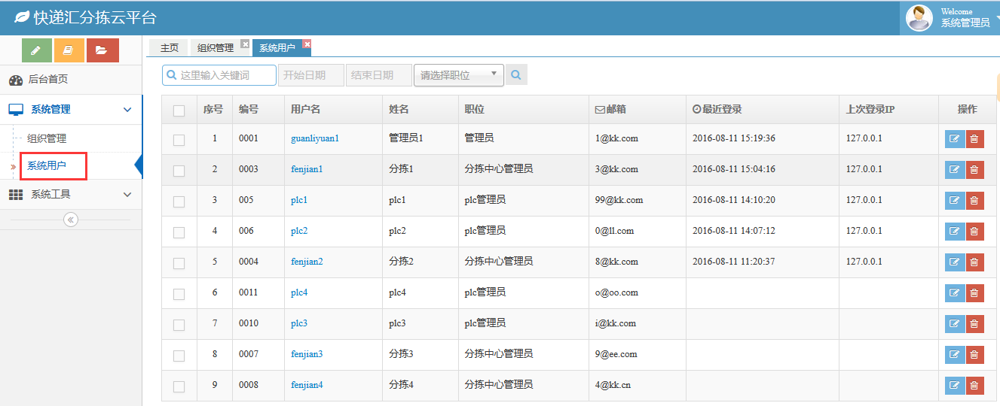 快递汇分拣云平台
Welcome
系统管理员
主页 组织管理 系统用户
后台首页
系统管理
组织管理
系统用户
系统工具
这里输入关键词 开始日期 结束日期 请选择职位
序号 编号 用户名 姓名 职位 邮箱 最近登录 上次登录IP 操作
1 0001 guanliyuan1 管理员1 管理员 1@kk.com 2016-08-11 15:19:36 127.0.0.1
2 0003 fenjian1 分拣1 分拣中心管理员 3@kk.com 2016-08-11 15:04:16 127.0.0.1
3 005 plc1 plc1 plc管理员 99@kk.com 2016-08-11 14:10:20 127.0.0.1
4 006 plc2 plc2 plc管理员 0@ll.com 2016-08-11 14:07:12 127.0.0.1
5 0004 fenjian2 分拣2 分拣中心管理员 8@kk.com 2016-08-11 11:20:37 127.0.0.1
6 0011 plc4 plc4 plc管理员 o@oo.com
7 0010 plc3 plc3 plc管理员 i@kk.com
8 0007 fenjian3 分拣3 分拣中心管理员 9@ee.com
9 0008 fenjian4 分拣4 分拣中心管理员 4@kk.cn